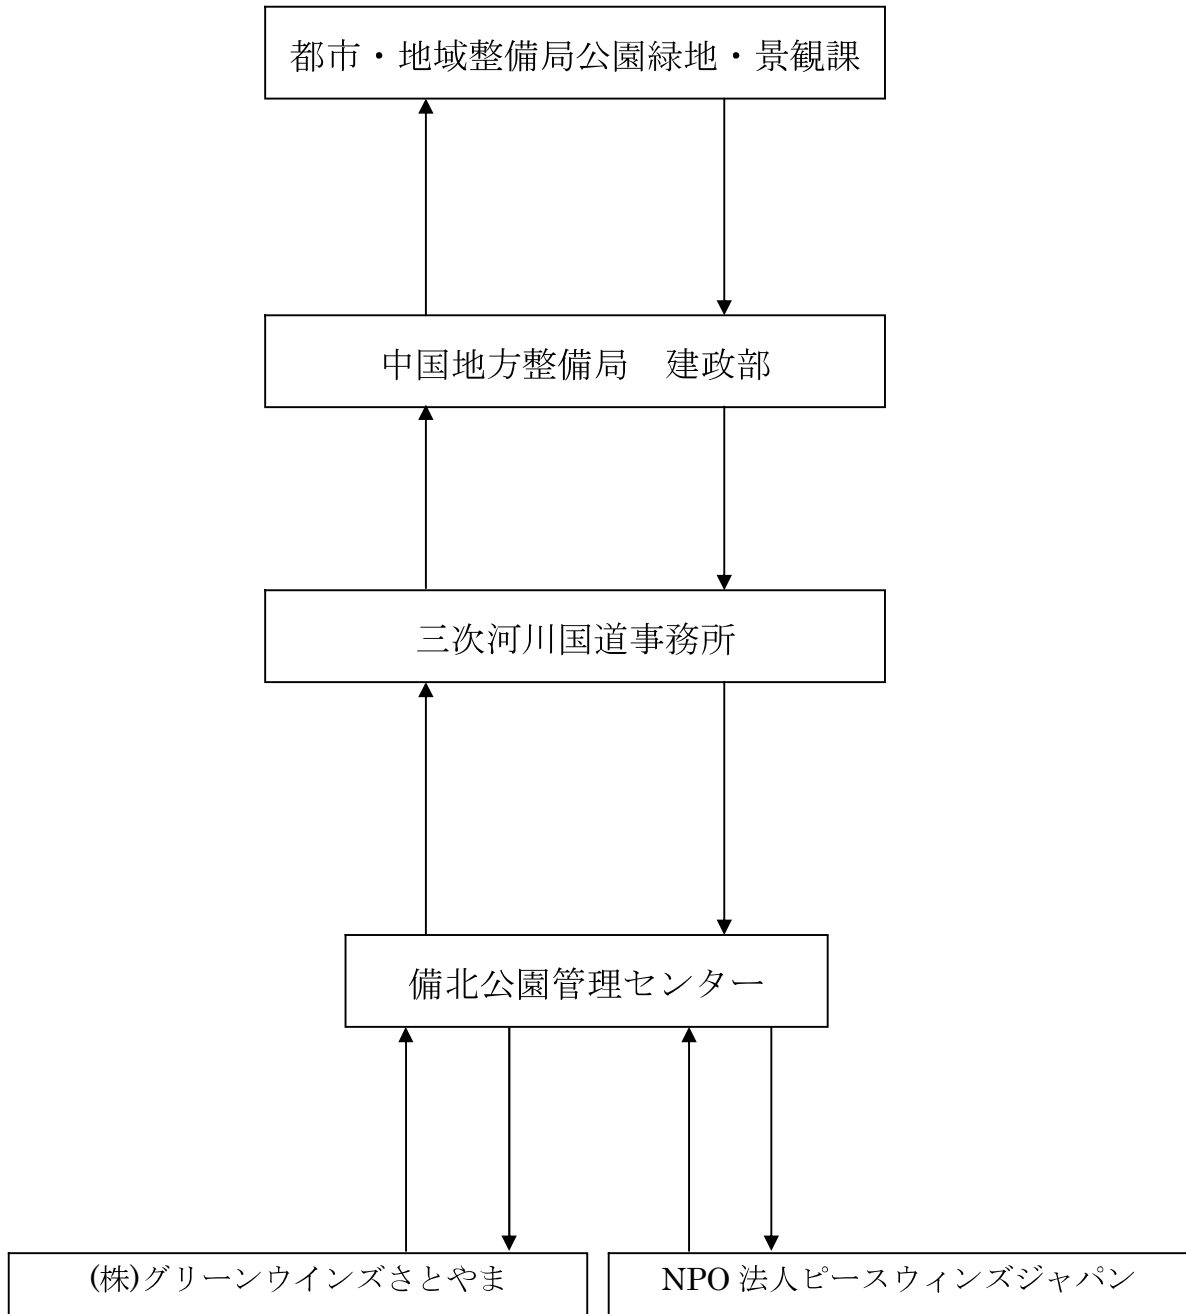 都市・地域整備局公園緑地・景観課
中国地方整備局　建政部
三次河川国道事務所
備北公園管理センター
(株)グリーンウインズさとやま
NPO 法人ピースウィンズジャパン